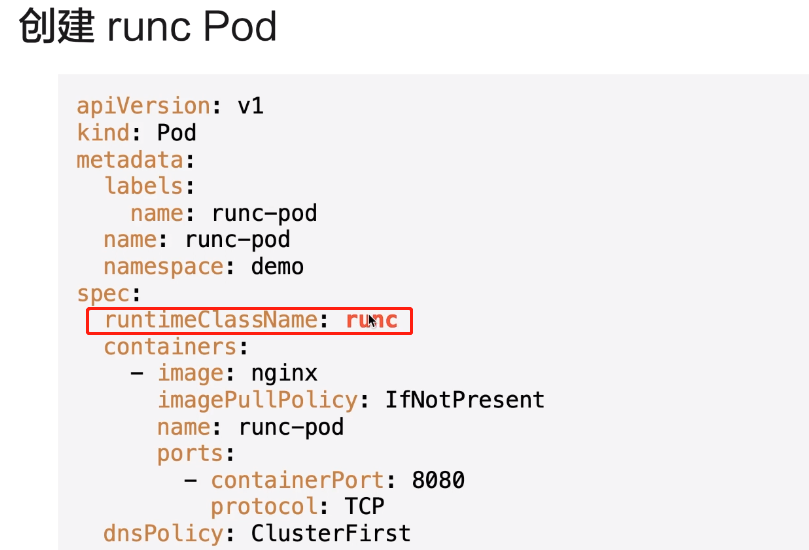 创建 runc Pod
apiVersion: v1
kind: Pod
metadata:
  labels:
    name: runc-pod
  name: runc-pod
  namespace: demo
spec:
  runtimeClassName: runc
  containers:
    - image: nginx
      imagePullPolicy: IfNotPresent
      name: runc-pod
      ports:
        - containerPort: 8080
          protocol: TCP
  dnsPolicy: ClusterFirst